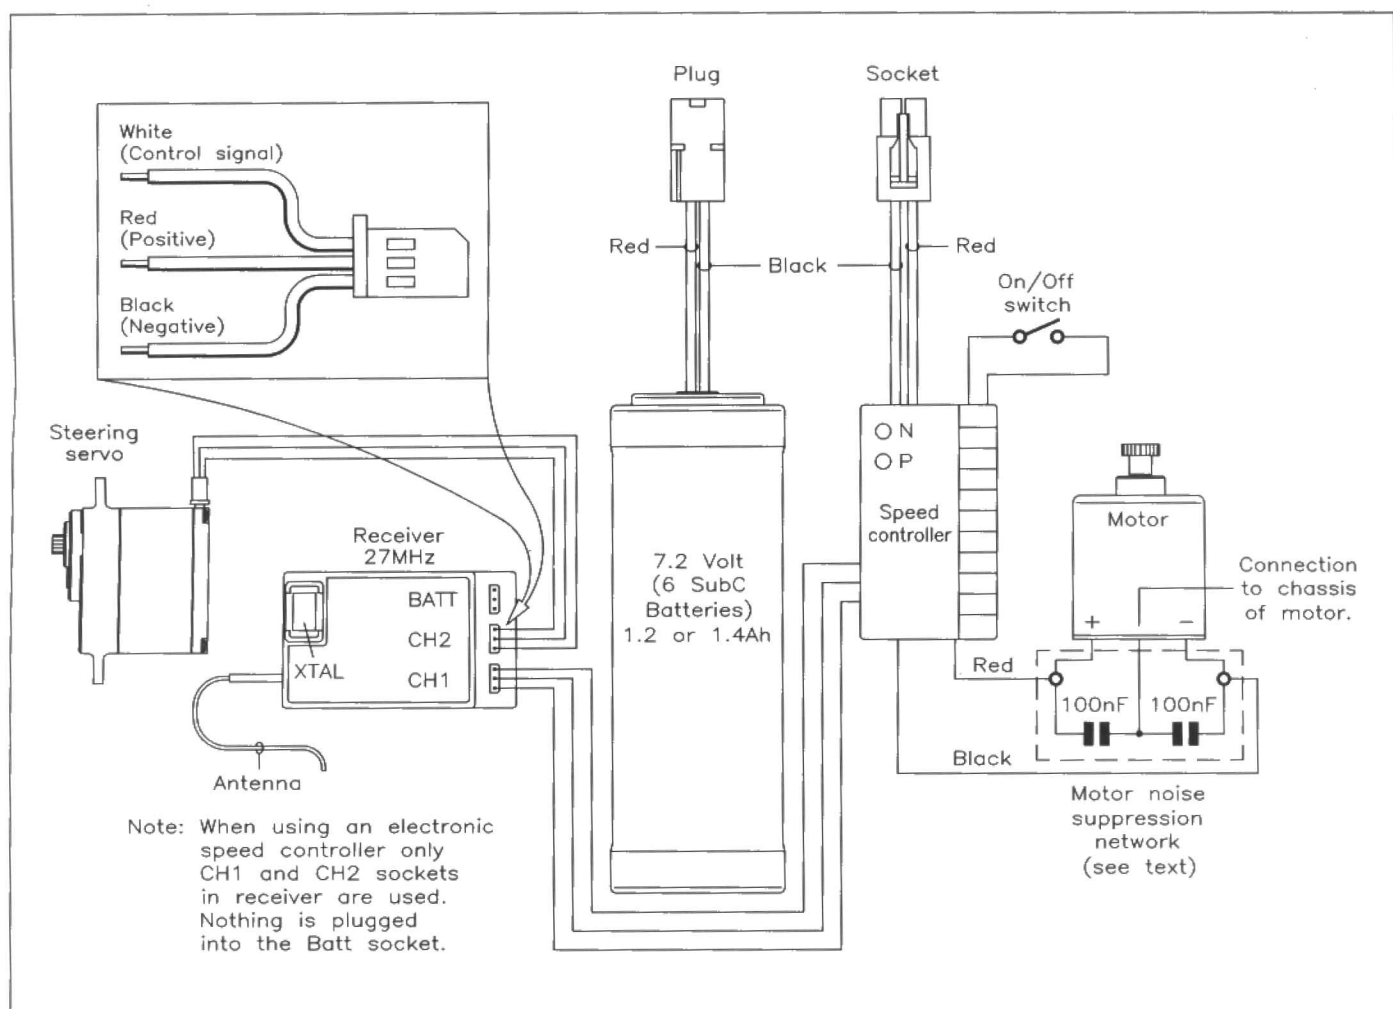 Plug
Socket
White
(Control signal)
Red
(Positive)
Black
(Negative)
Red
Black
Red
On/Off
switch
Steering
servo
Receiver
27MHz
BATT
CH2
CH1
XTAL
Antenna
7.2 Volt
(6 SubC
Batteries)
1.2 or 1.4Ah
N
P
Speed
controller
Motor
+
–
Connection
to chassis
of motor.
Red
100nF
100nF
Black
Motor noise
suppression
network
(see text)
Note: When using an electronic
speed controller only
CH1 and CH2 sockets
in receiver are used.
Nothing is plugged
into the Batt socket.